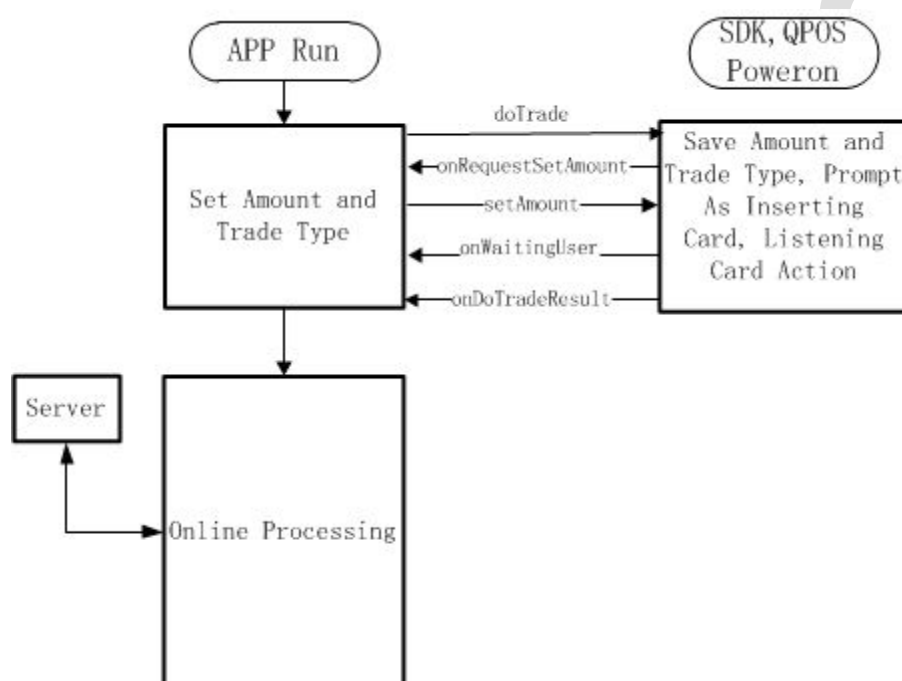 APP Run
SDK,QPOS
Poweron
doTrade
onRequestSetAmount
setAmount
onWaitingUser
onDoTradeResult
Set Amount and
Trade Type
Save Amount and
Trade Type, Prompt
As Inserting
Card, Listening
Card Action
Server
Online Processing